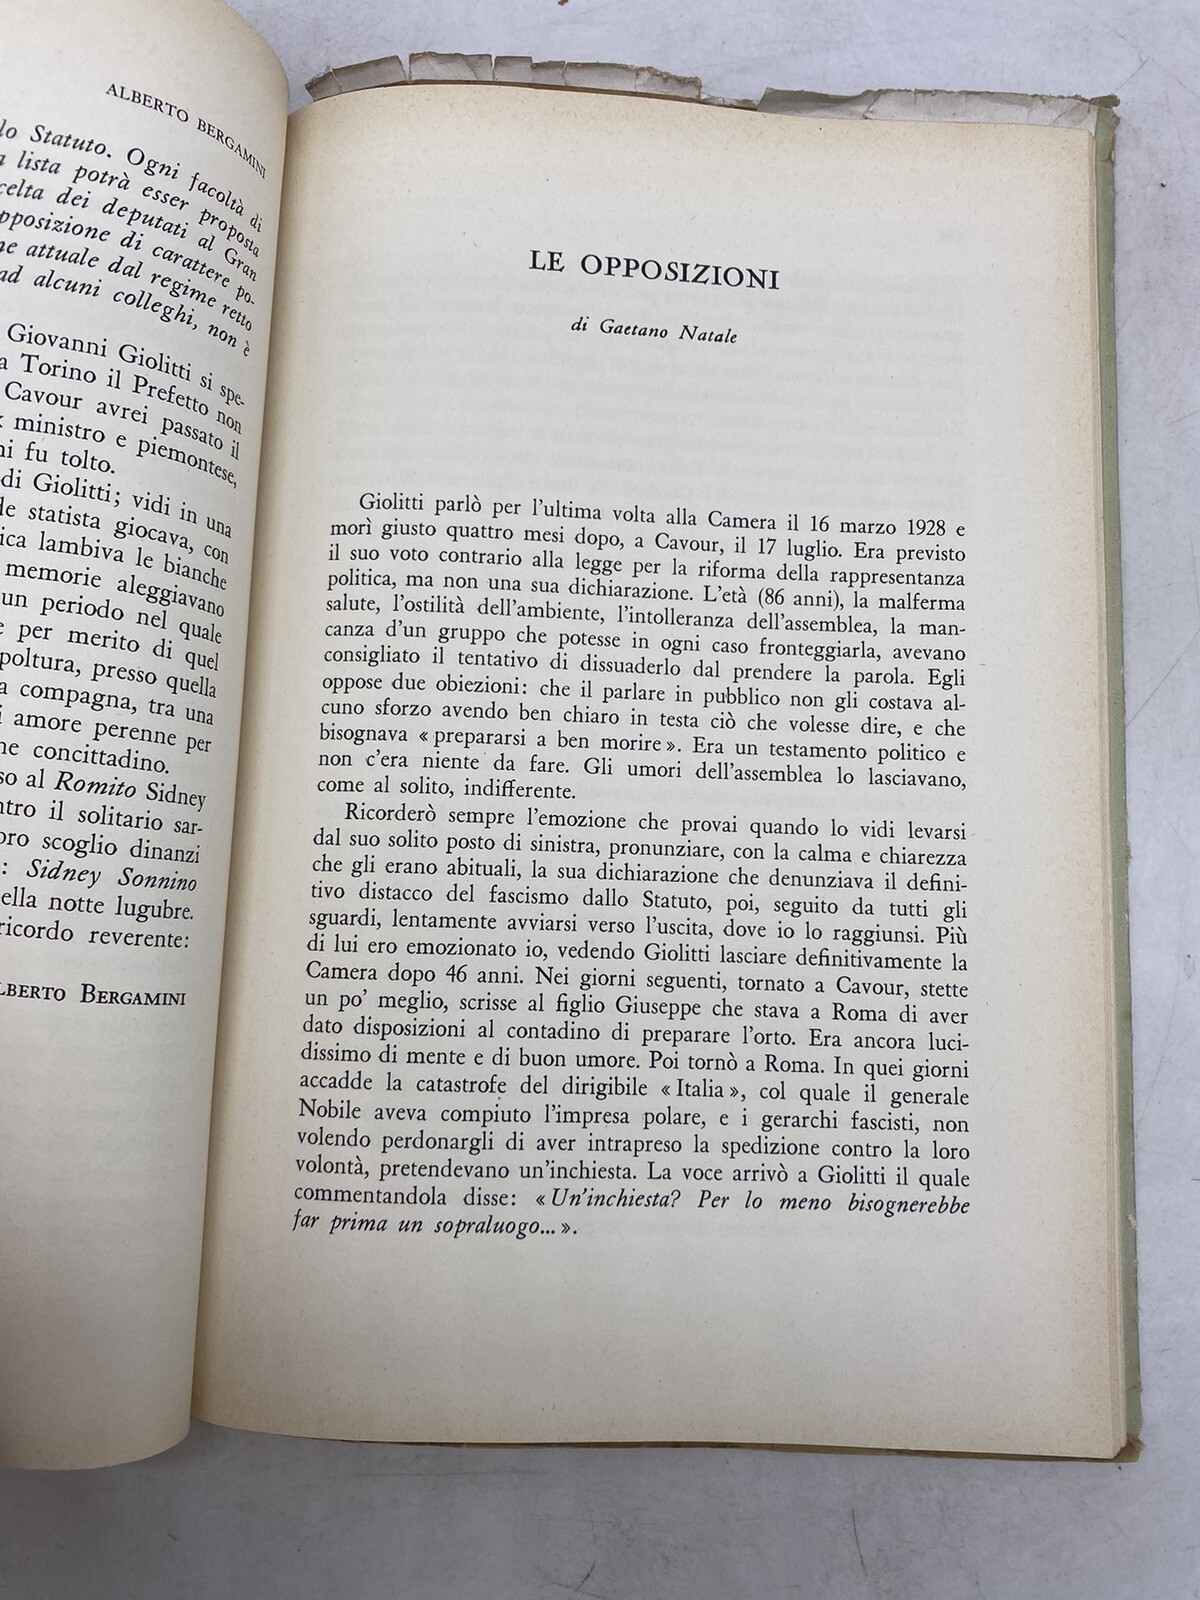 ALBERTO BERGAMINI
lo Statuto. Ogni facoltà di
lista potrà esser proposta
dei deputati al Gran
opposizione di carattere po-
attuale dal regime retto
ad alcuni colleghi, non è
Giovanni Giolitti si spe-
a Torino il Prefetto non
Cavour avrei passato il
ministro e piemontese,
fu tolto.
di Giolitti; vidi in una
statista giocava, con
lambiva le bianche
memorie aleggiavano
un periodo nel quale
per merito di quel
presso quella
compagna, tra una
amore perenne per
concittadino.
al Romito Sidney
il solitario sar-
scoglio dinanzi
: Sidney Sonnino
notte lugubre.
ricordo reverente:
ALBERTO BERGAMINI
LE OPPOSIZIONI
di Gaetano Natale
Giolitti parlò per l'ultima volta alla Camera il 16 marzo 1928 e
morì giusto quattro mesi dopo, a Cavour, il 17 luglio. Era previsto
il suo voto contrario alla legge per la riforma della rappresentanza
politica, ma non una sua dichiarazione. L'età (86 anni), la malferma
salute, l'ostilità dell'ambiente, l'intolleranza dell'assemblea, la man-
canza d'un gruppo che potesse in ogni caso fronteggiarla, avevano
consigliato il tentativo di dissuaderlo dal prendere la parola. Egli
oppose due obiezioni: che il parlare in pubblico non gli costava al-
cuno sforzo avendo ben chiaro in testa ciò che volesse dire, e che
bisognava « prepararsi a ben morire ». Era un testamento politico e
non c'era niente da fare. Gli umori dell'assemblea lo lasciavano,
come al solito, indifferente.
Ricorderò sempre l'emozione che provai quando lo vidi levarsi
dal suo solito posto di sinistra, pronunziare, con la calma e chiarezza
che gli erano abituali, la sua dichiarazione che denunziava il defini-
tivo distacco del fascismo dallo Statuto, poi, seguito da tutti gli
sguardi, lentamente avviarsi verso l'uscita, dove io lo raggiunsi. Più
di lui ero emozionato io, vedendo Giolitti lasciare definitivamente la
Camera dopo 46 anni. Nei giorni seguenti, tornato a Cavour, stette
un po' meglio, scrisse al figlio Giuseppe che stava a Roma di aver
dato disposizioni al contadino di preparare l'orto. Era ancora luci-
dissimo di mente e di buon umore. Poi tornò a Roma. In quei giorni
accadde la catastrofe del dirigibile « Italia », col quale il generale
Nobile aveva compiuto l'impresa polare, e i gerarchi fascisti, non
volendo perdonargli di aver intrapreso la spedizione contro la loro
volontà, pretendevano un'inchiesta. La voce arrivò a Giolitti il quale
commentandola disse: « Un'inchiesta? Per lo meno bisognerebbe
far prima un sopraluogo... ».